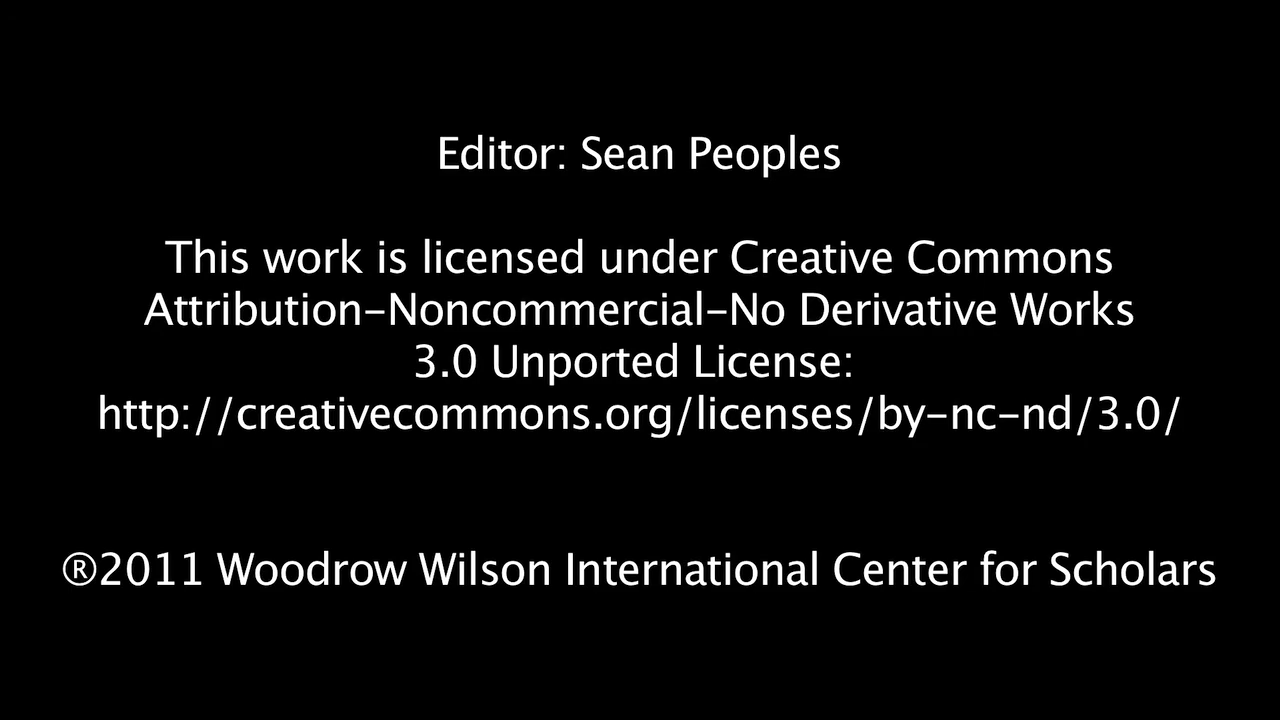 Editor: Sean Peoples
This work is licensed under Creative Commons
Attribution-Noncommercial-No Derivative Works
3.0 Unported License:
http://creativecommons.org/licenses/by-nc-nd/3.0/
®2011 Woodrow Wilson International Center for Scholars